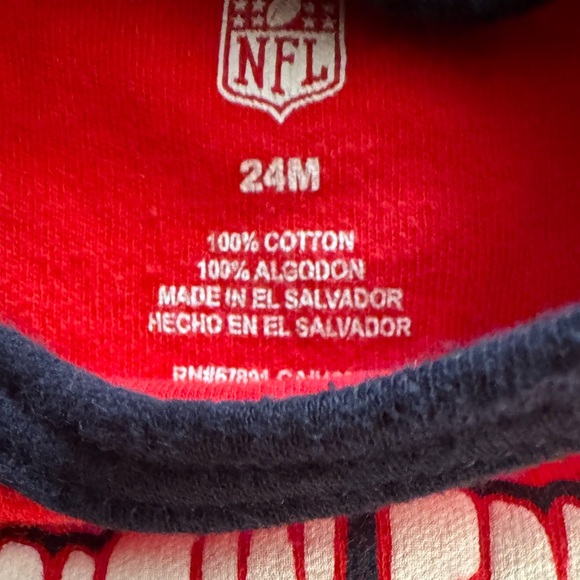 NFL
24M
100% COTTON
100% ALGODON
MADE IN EL SALVADOR
HECHO EN EL SALVADOR